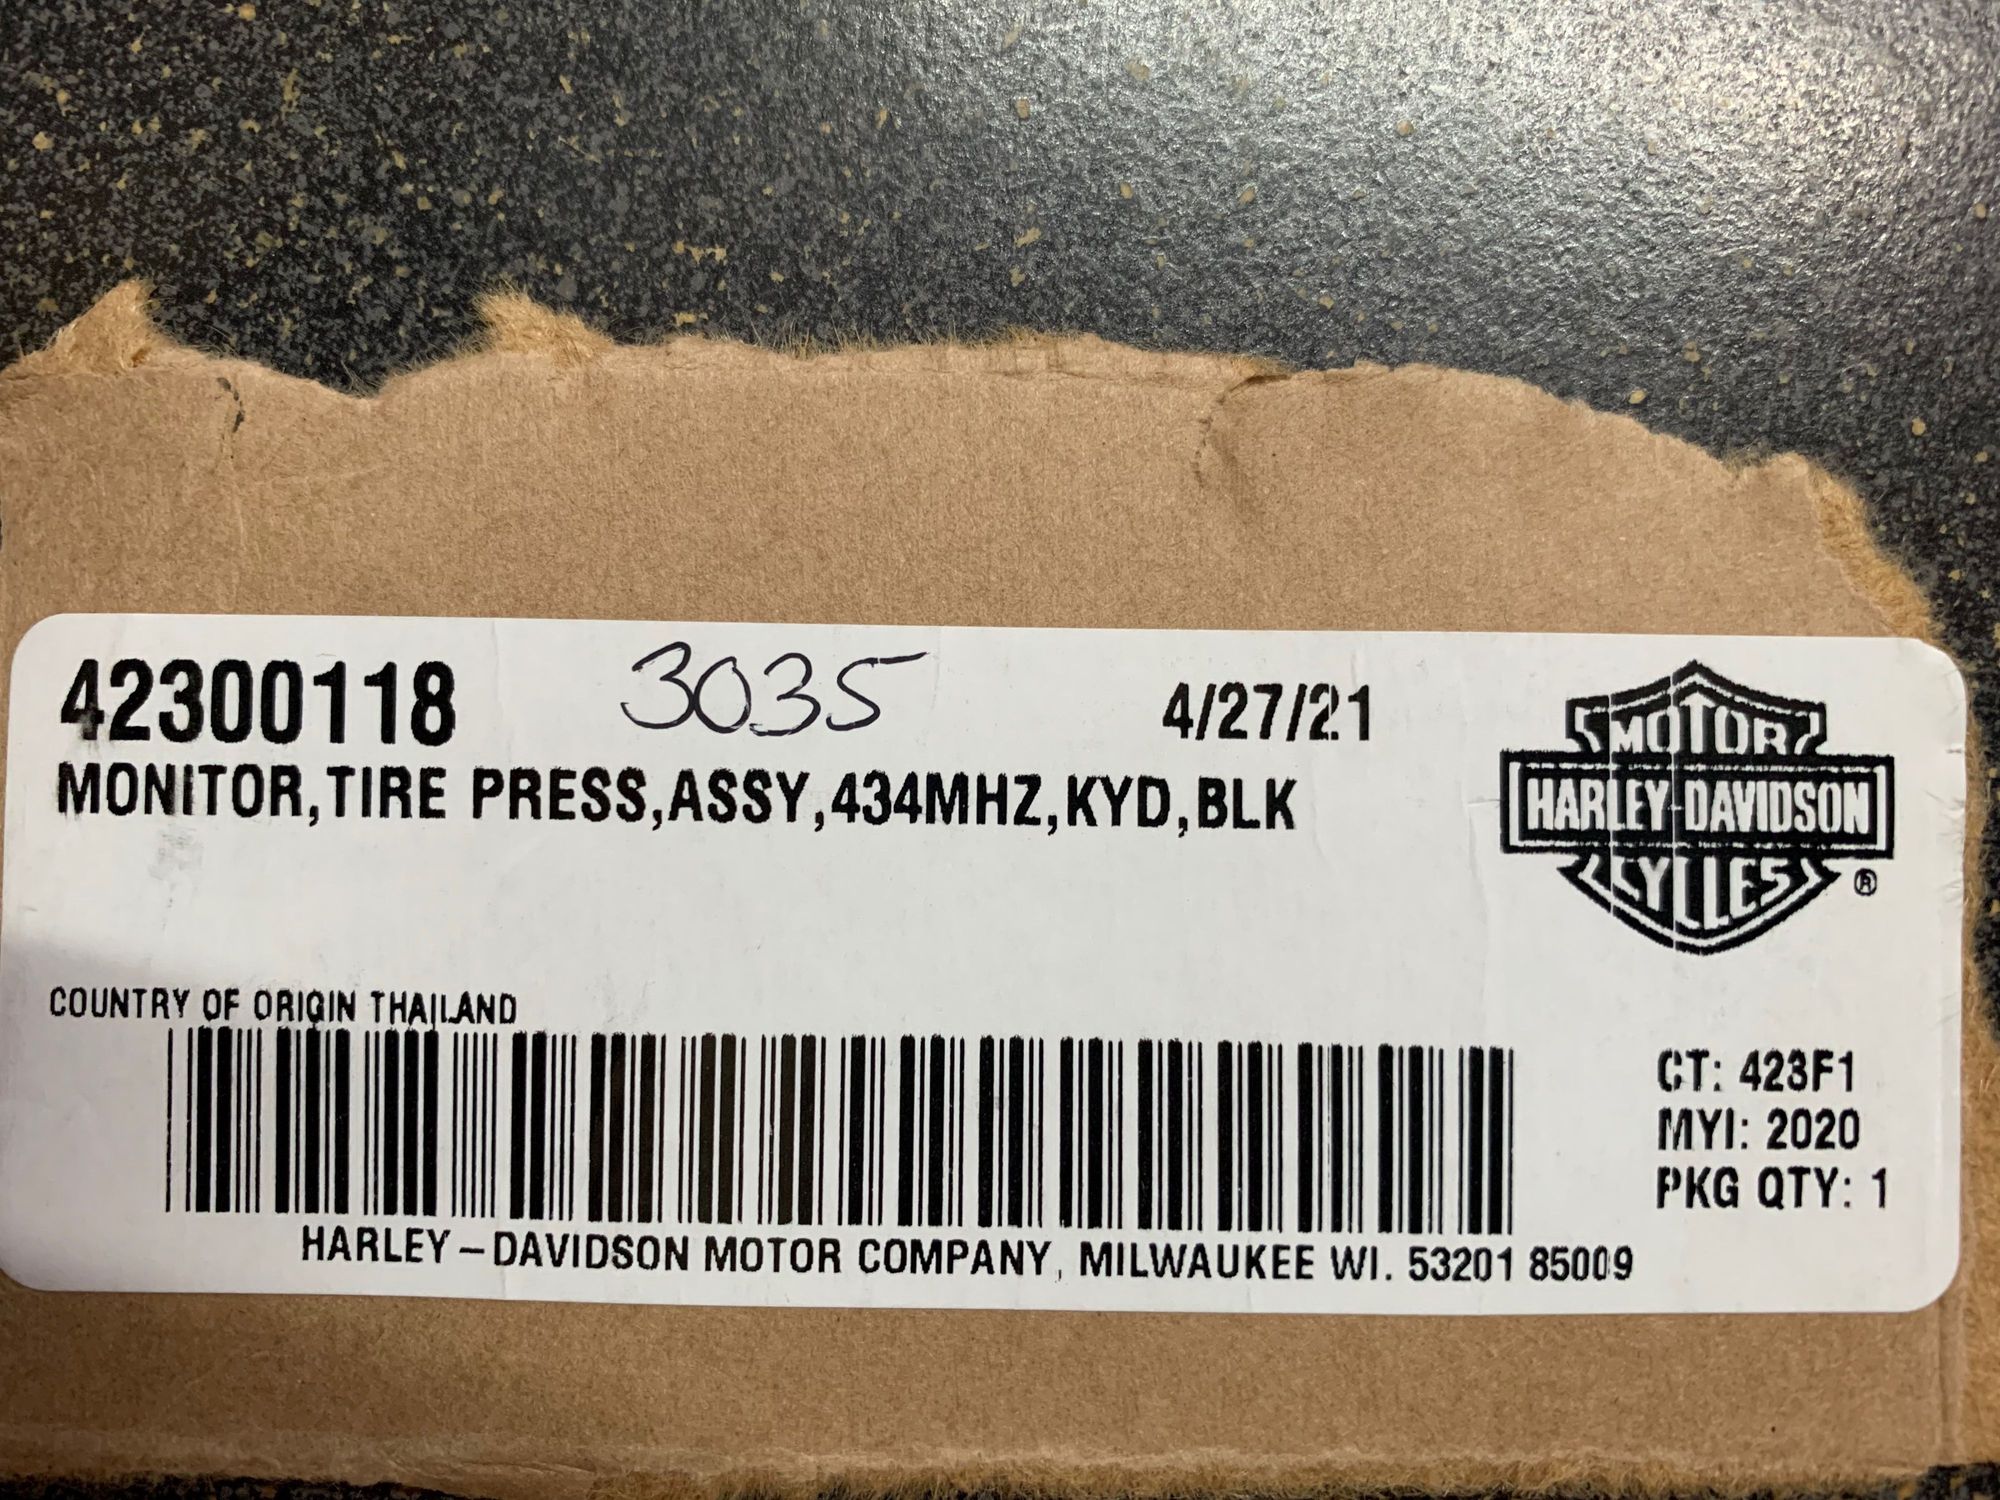 42300118 3035 4/27/21
MONITOR,TIRE PRESS,ASSY,434MHZ,KYD,BLK
MOTOR
HARLEY-DAVIDSON
CYCLES ®
COUNTRY OF ORIGIN THAILAND
CT: 423F1
MYI: 2020
PKG QTY: 1
HARLEY-DAVIDSON MOTOR COMPANY, MILWAUKEE WI. 53201 85009